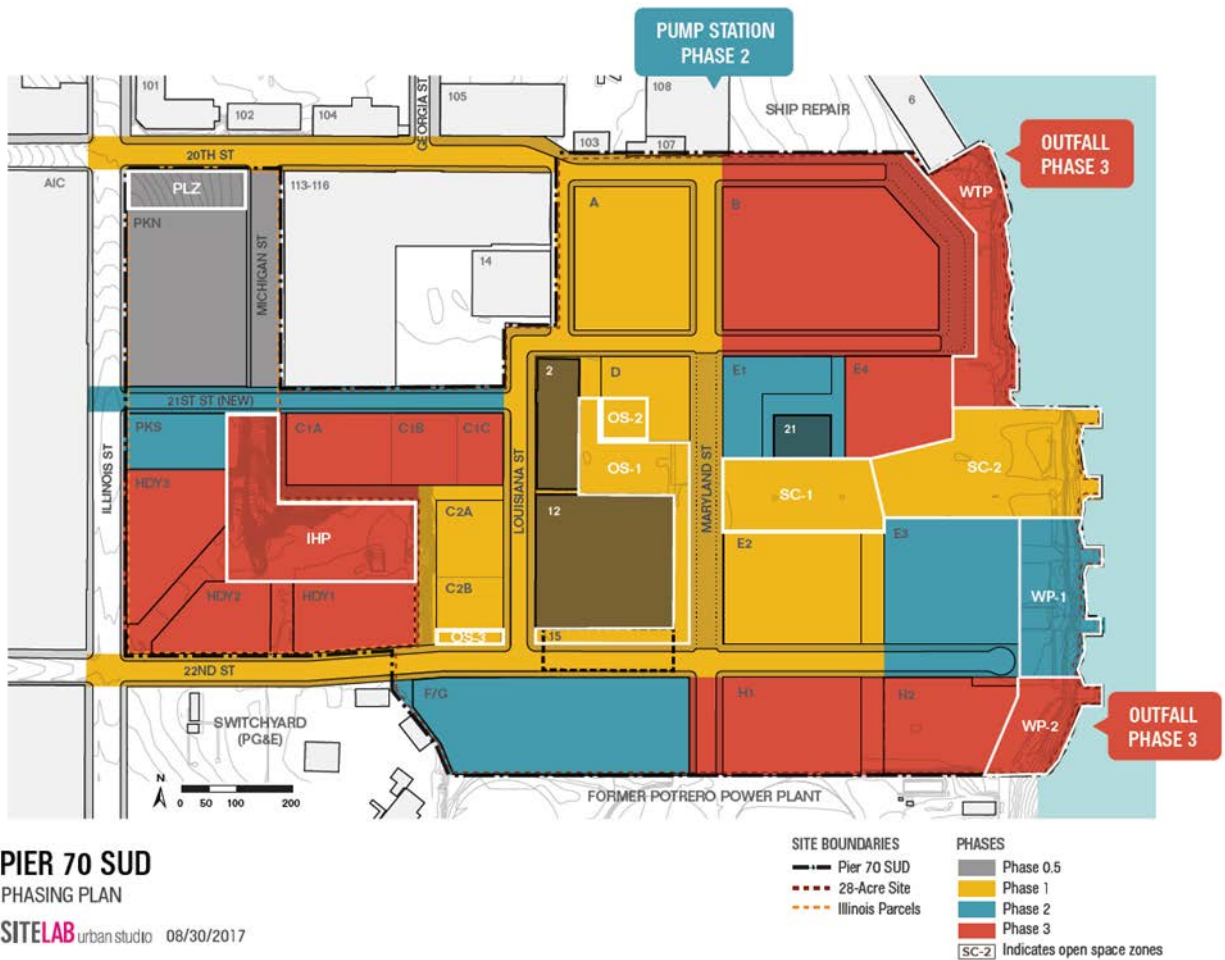 PUMP STATION
PHASE 2
101
102
104
GEORGIA ST
105
108
103
107
SHIP REPAIR
6
OUTFALL
PHASE 3
20TH ST
AIC
PLZ
PKN
MICHIGAN ST
113-116
14
A
B
WTP
ILLINOIS ST
21ST ST (NEW)
2
D
OS-2
OS-1
E1
E4
21
PKS
C1A
C1B
C1C
LOUISIANA ST
MARYLAND ST
SC-1
SC-2
HDY3
IHP
C2A
C2B
12
E2
E3
WP-1
HDY2
HDY1
OS-3
15
22ND ST
F/G
H1
H2
WP-2
OUTFALL
PHASE 3
SWITCHYARD
(PG&E)
N
0 50 100 200
FORMER POTRERO POWER PLANT
PIER 70 SUD
PHASING PLAN
SITELAB urban studio 08/30/2017
SITE BOUNDARIES
Pier 70 SUD
28-Acre Site
Illinois Parcels
PHASES
Phase 0.5
Phase 1
Phase 2
Phase 3
SC-2 Indicates open space zones